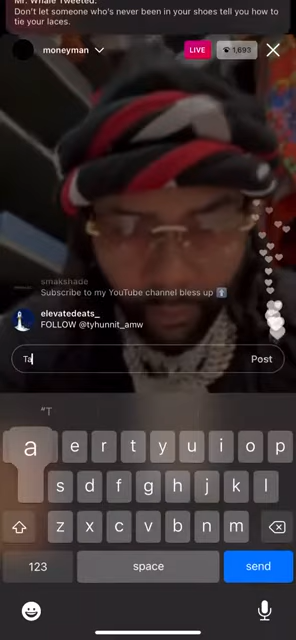 Mr. Whale Tweeted:
Don't let someone who's never been in your shoes tell you how to
tie your laces.
moneyman
LIVE
1,693
smakshade
Subscribe to my YouTube channel bless up
elevatedeats_
FOLLOW @tyhunnit_amw
Ta
Post
“T
a e r t y u i o p
s d f g h j k l
z x c v b n m
123
space
send